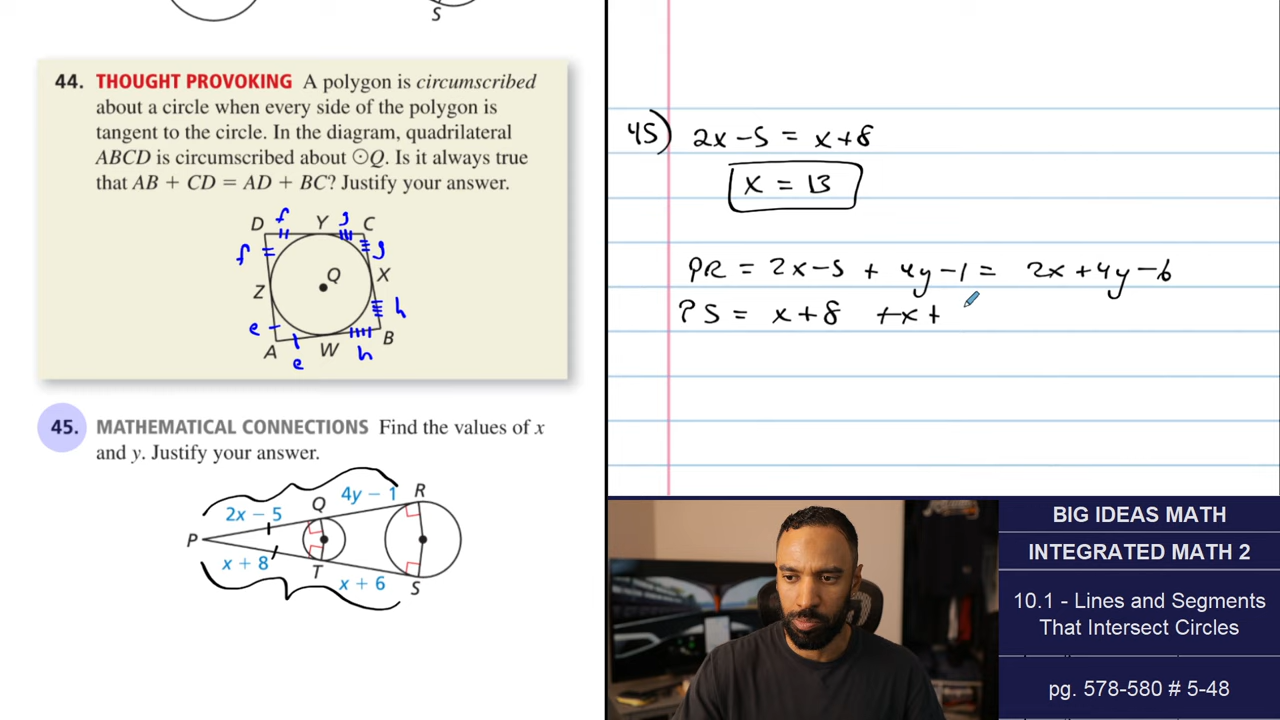 S
44. THOUGHT PROVOKING A polygon is circumscribed
about a circle when every side of the polygon is
tangent to the circle. In the diagram, quadrilateral
ABCD is circumscribed about ⊙Q. Is it always true
that AB + CD = AD + BC? Justify your answer.
D f Y g C
f g
Q X
Z
e h
A W B
e h
45. MATHEMATICAL CONNECTIONS Find the values of x
and y. Justify your answer.
4y − 1 R
2x − 5 Q
P
x + 8 T
x + 6 S
45) 2x − 5 = x + 8
x = 13
PR = 2x − 5 + 4y − 1 = 2x + 4y − 6
PS = x + 8 + x +
BIG IDEAS MATH
INTEGRATED MATH 2
10.1 - Lines and Segments
That Intersect Circles
pg. 578-580 # 5-48